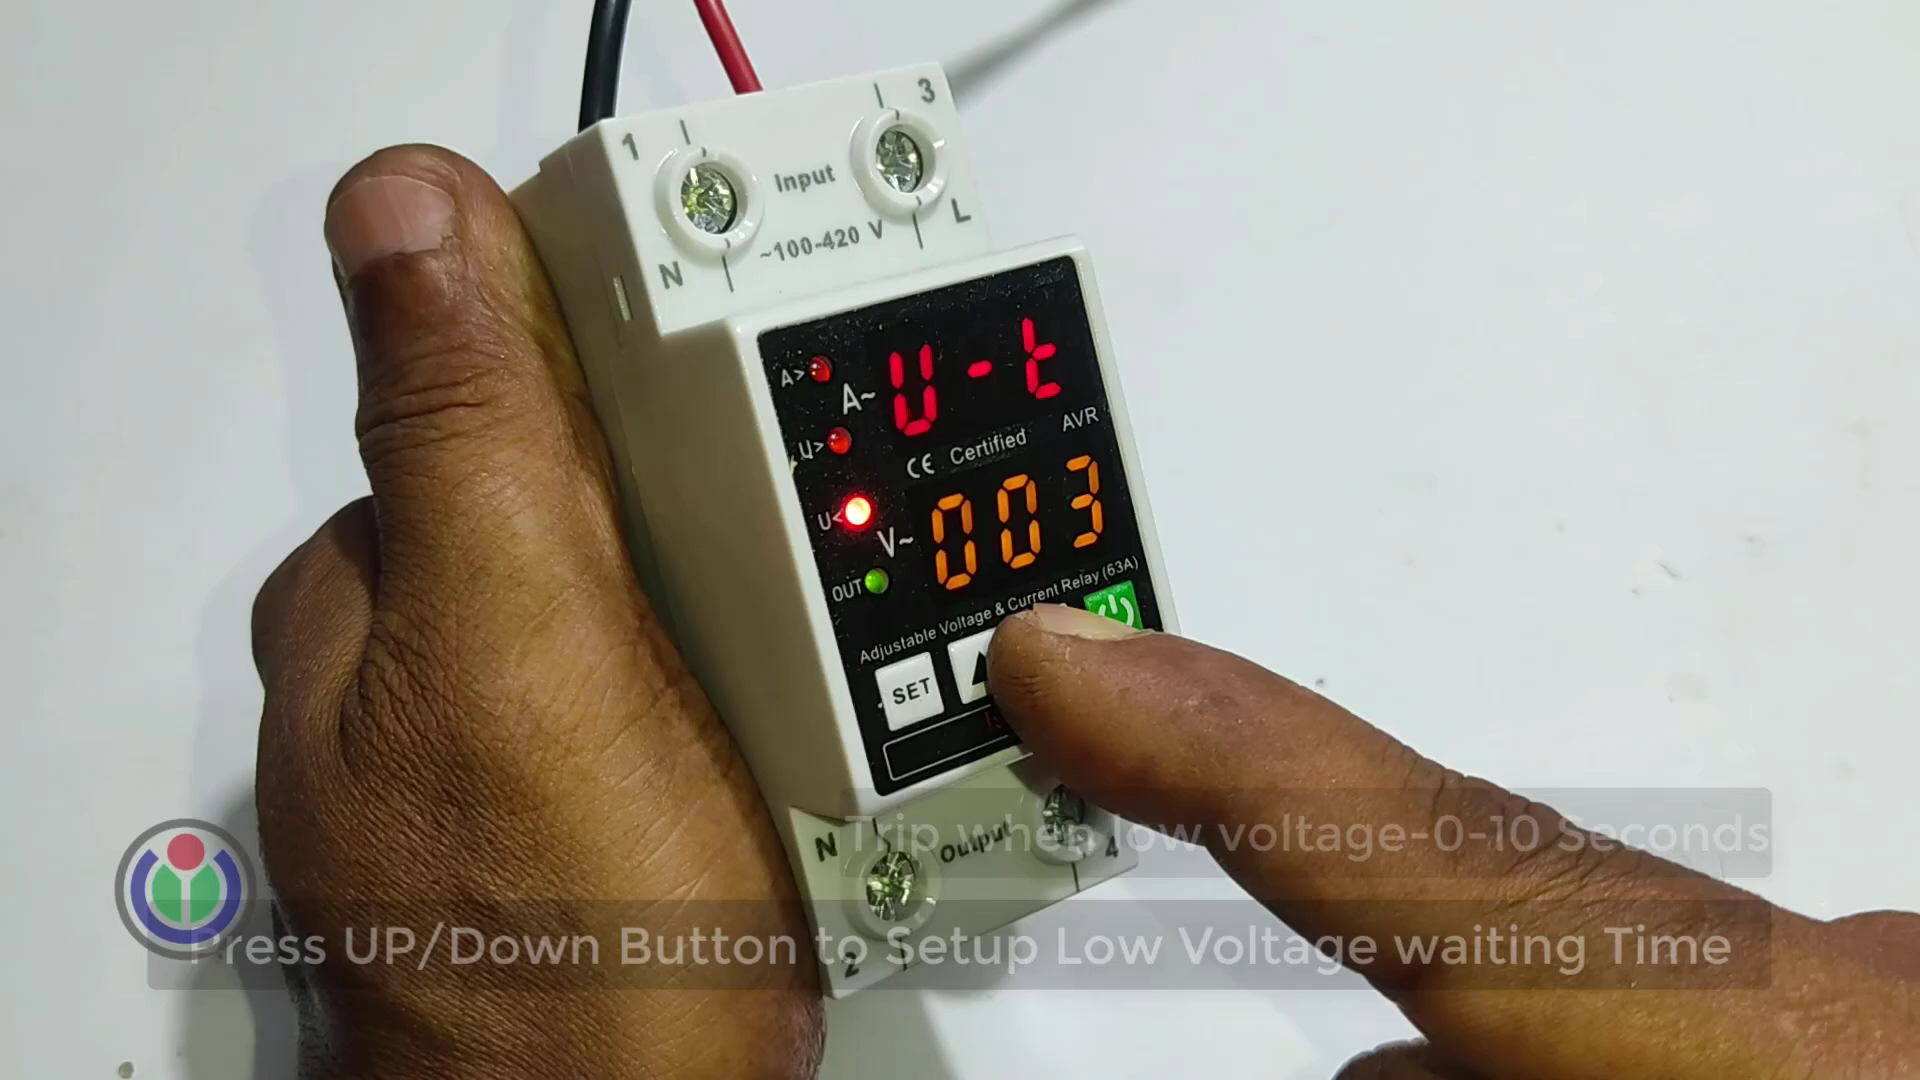 1
3
Input
~100-420 V
N
L
A>
A~
U-t
U>
AVR
CE Certified
U<
V~
003
OUT
Adjustable Voltage & Current Relay (63A)
SET
N
Output
4
2
Trip when low voltage-0-10 Seconds
Press UP/Down Button to Setup Low Voltage waiting Time